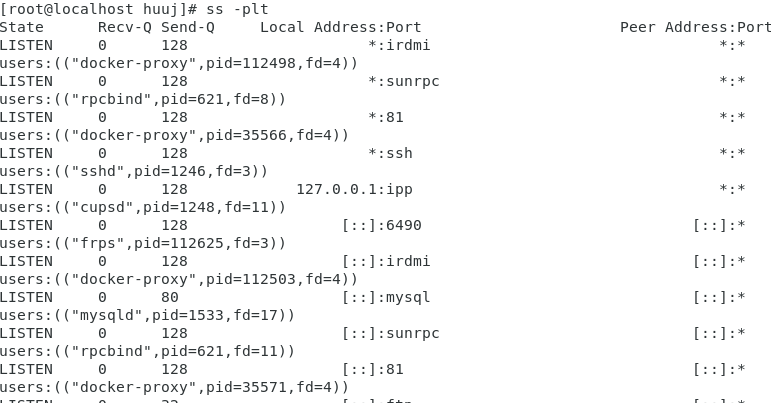 [root@localhost huuj]# ss -plt
State      Recv-Q Send-Q     Local Address:Port                      Peer Address:Port
LISTEN     0      128                    *:irdmi                                *:*
users:(("docker-proxy",pid=112498,fd=4))
LISTEN     0      128                    *:sunrpc                               *:*
users:(("rpcbind",pid=621,fd=8))
LISTEN     0      128                    *:81                                   *:*
users:(("docker-proxy",pid=35566,fd=4))
LISTEN     0      128                    *:ssh                                  *:*
users:(("sshd",pid=1246,fd=3))
LISTEN     0      128            127.0.0.1:ipp                                  *:*
users:(("cupsd",pid=1248,fd=11))
LISTEN     0      128                 [::]:6490                              [::]:*
users:(("frps",pid=112625,fd=3))
LISTEN     0      128                 [::]:irdmi                             [::]:*
users:(("docker-proxy",pid=112503,fd=4))
LISTEN     0      80                  [::]:mysql                             [::]:*
users:(("mysqld",pid=1533,fd=17))
LISTEN     0      128                 [::]:sunrpc                            [::]:*
users:(("rpcbind",pid=621,fd=11))
LISTEN     0      128                 [::]:81                                [::]:*
users:(("docker-proxy",pid=35571,fd=4))
LISTEN     0      32                  [::]:ftp                               [::]:*